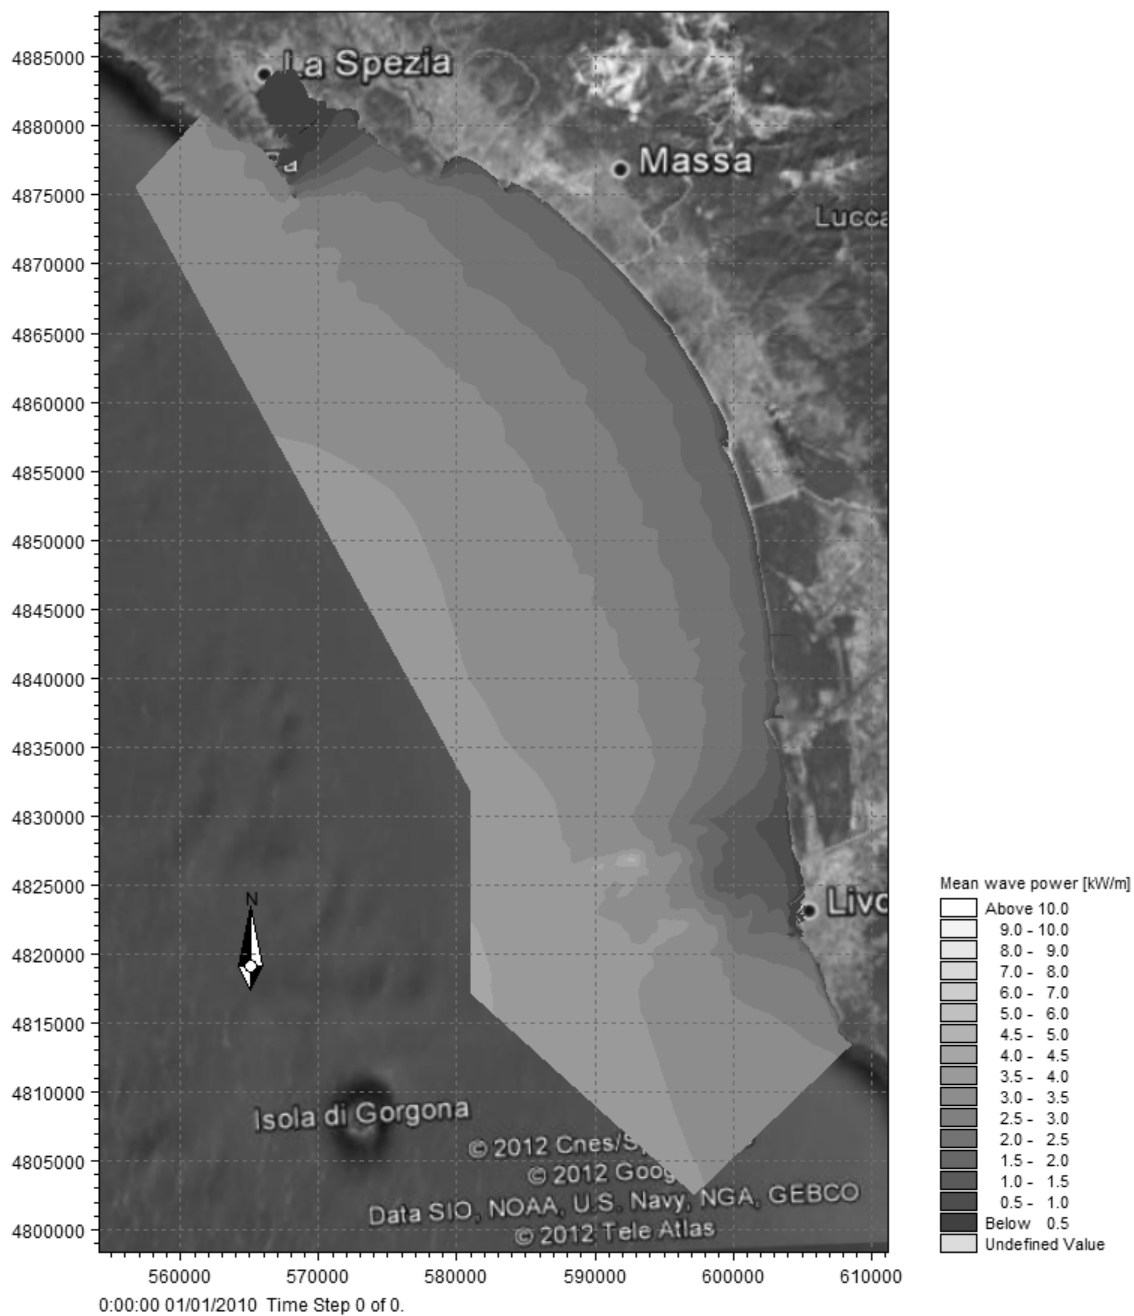 4885000
La Spezia
4880000
Massa
4875000
Lucca
4870000
4865000
4860000
4855000
4850000
4845000
4840000
4835000
4830000
4825000
Livo
N
4820000
4815000
4810000
Isola di Gorgona
4805000
© 2012 Cnes/S
© 2012 Goog
Data SIO, NOAA, U.S. Navy, NGA, GEBCO
4800000
© 2012 Tele Atlas
560000 570000 580000 590000 600000 610000
0:00:00 01/01/2010 Time Step 0 of 0.
Mean wave power [kW/m]
Above 10.0
9.0 - 10.0
8.0 - 9.0
7.0 - 8.0
6.0 - 7.0
5.0 - 6.0
4.5 - 5.0
4.0 - 4.5
3.5 - 4.0
3.0 - 3.5
2.5 - 3.0
2.0 - 2.5
1.5 - 2.0
1.0 - 1.5
0.5 - 1.0
Below 0.5
Undefined Value